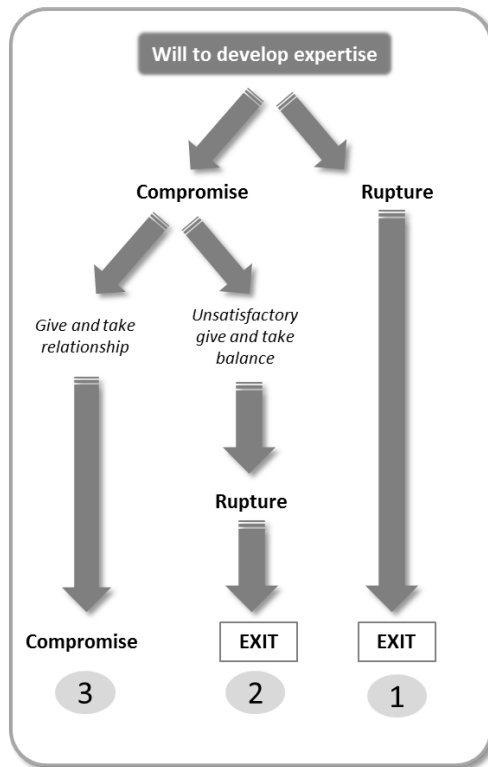 Will to develop expertise
Compromise
Rupture
Give and take
relationship
Unsatisfactory
give and take
balance
Rupture
Compromise
EXIT
EXIT
3
2
1